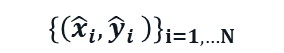 {(x̂ᵢ, ŷᵢ )}ᵢ₌₁,…N